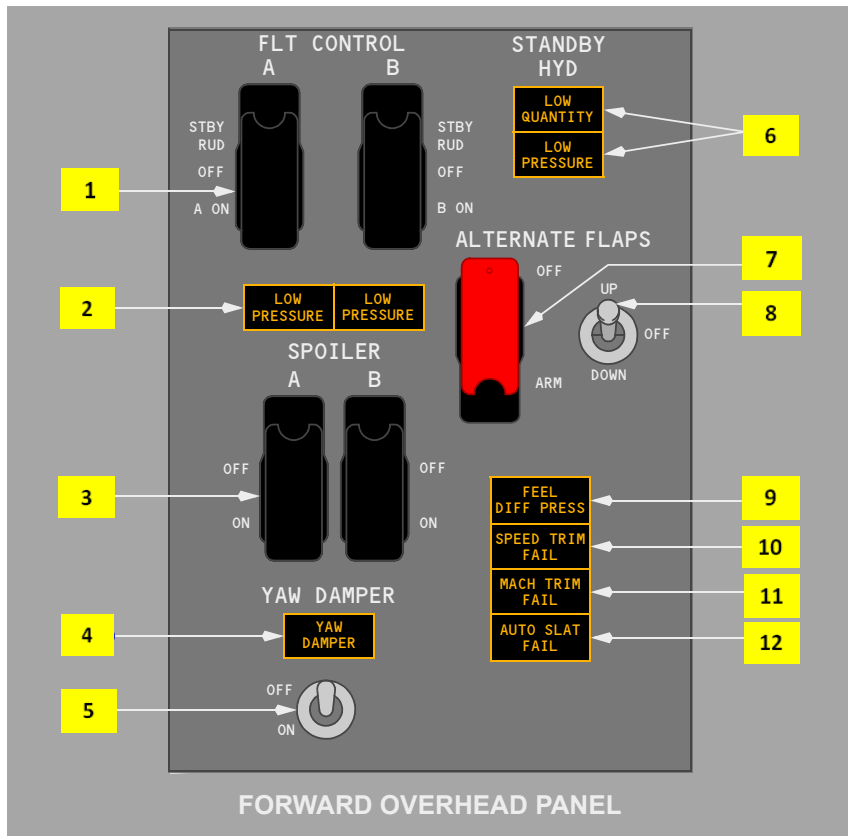 FLT CONTROL
A
B
STBY
RUD
OFF
A ON
STBY
RUD
OFF
B ON
STANDBY
HYD
LOW
QUANTITY
LOW
PRESSURE
6
1
ALTERNATE FLAPS
OFF
ARM
UP
OFF
DOWN
7
8
2
LOW
PRESSURE
LOW
PRESSURE
SPOILER
A
B
OFF
ON
OFF
ON
3
FEEL
DIFF PRESS
9
SPEED TRIM
FAIL
10
MACH TRIM
FAIL
11
AUTO SLAT
FAIL
12
YAW DAMPER
YAW
DAMPER
4
OFF
ON
5
FORWARD OVERHEAD PANEL